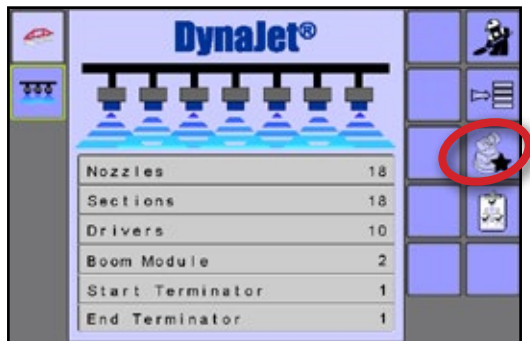 DynaJet®
Nozzles 18
Sections 18
Drivers 10
Boom Module 2
Start Terminator 1
End Terminator 1